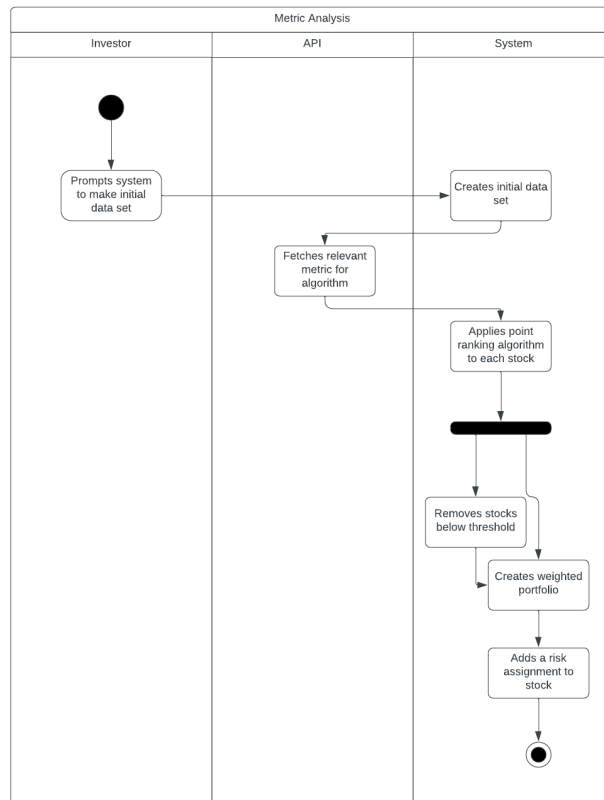 Metric Analysis
Investor
API
System
Prompts system
to make initial
data set
Creates initial data
set
Fetches relevant
metric for
algorithm
Applies point
ranking algorithm
to each stock
Removes stocks
below threshold
Creates weighted
portfolio
Adds a risk
assignment to
stock